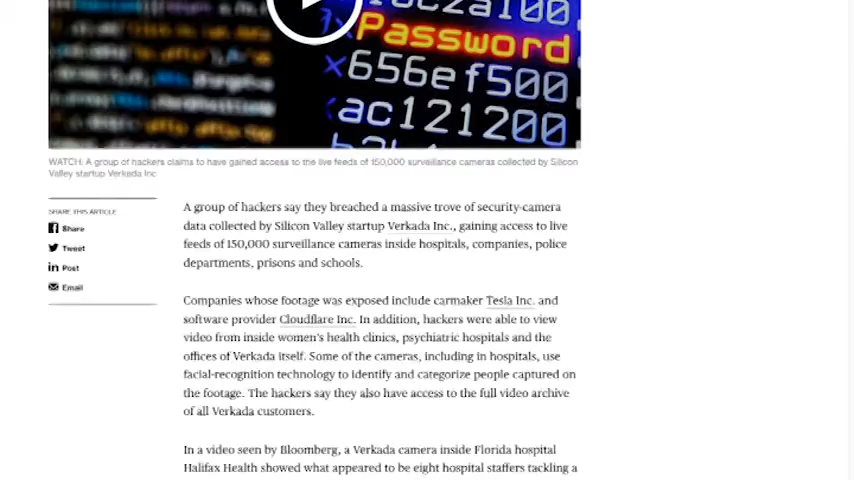 Password
×656ef500
ac121200
WATCH: A group of hackers claims to have gained access to the live feeds of 150,000 surveillance cameras collected by Silicon
Valley startup Verkada Inc
SHARE THIS ARTICLE
Share
Tweet
Post
Email
A group of hackers say they breached a massive trove of security-camera
data collected by Silicon Valley startup Verkada Inc., gaining access to live
feeds of 150,000 surveillance cameras inside hospitals, companies, police
departments, prisons and schools.
Companies whose footage was exposed include carmaker Tesla Inc. and
software provider Cloudflare Inc. In addition, hackers were able to view
video from inside women's health clinics, psychiatric hospitals and the
offices of Verkada itself. Some of the cameras, including in hospitals, use
facial-recognition technology to identify and categorize people captured on
the footage. The hackers say they also have access to the full video archive
of all Verkada customers.
In a video seen by Bloomberg, a Verkada camera inside Florida hospital
Halifax Health showed what appeared to be eight hospital staffers tackling a